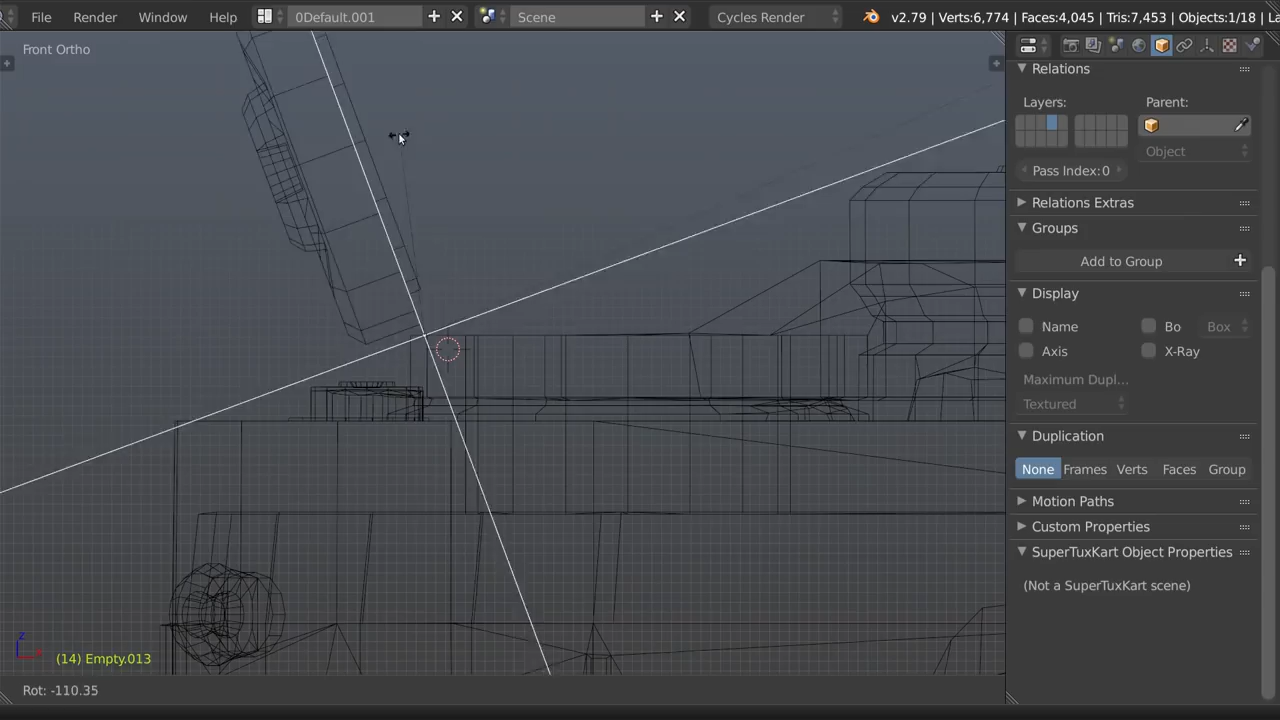 File Render Window Help 0Default.001 Scene Cycles Render v2.79 | Verts:6,774 | Faces:4,045 | Tris:7,453 | Objects:1/18 | La
Front Ortho
Relations
Layers: Parent:
Object
Pass Index: 0
Relations Extras
Groups
Add to Group
Display
Name Bo Box
Axis X-Ray
Maximum Dupl...
Textured
Duplication
None Frames Verts Faces Group
Motion Paths
Custom Properties
SuperTuxKart Object Properties
(Not a SuperTuxKart scene)
z
(14) Empty.013
Rot: -110.35